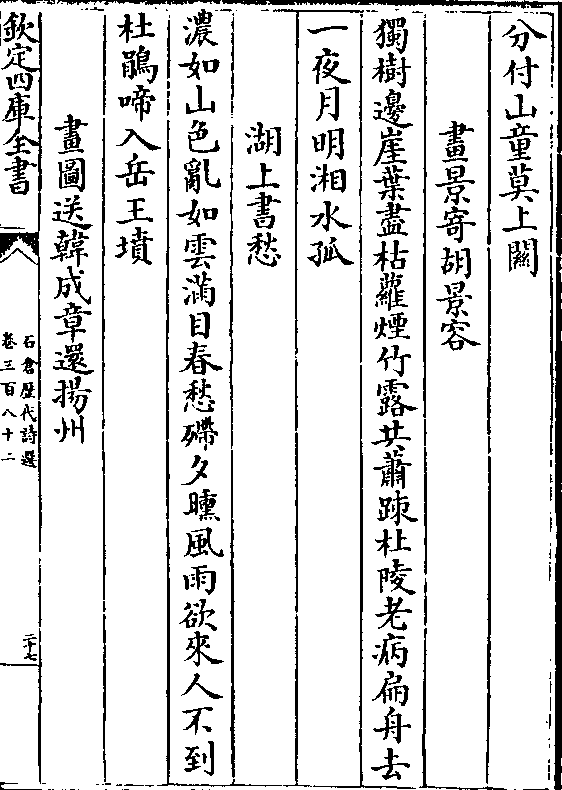 分付山童莫上闗
畫景寄胡景容
獨樹邊崖葉盡枯蘿煙竹露共蕭踈杜陵老病扁舟去
一夜月明湘水孤
湖上書愁
濃如山色亂如雲滿目春愁殢夕曛風雨欲來人不到
杜鵑啼入岳王墳
畫圖送韓成章還揚州
欽定四庫全書
石倉歷代詩選
卷三百八十二
二十七